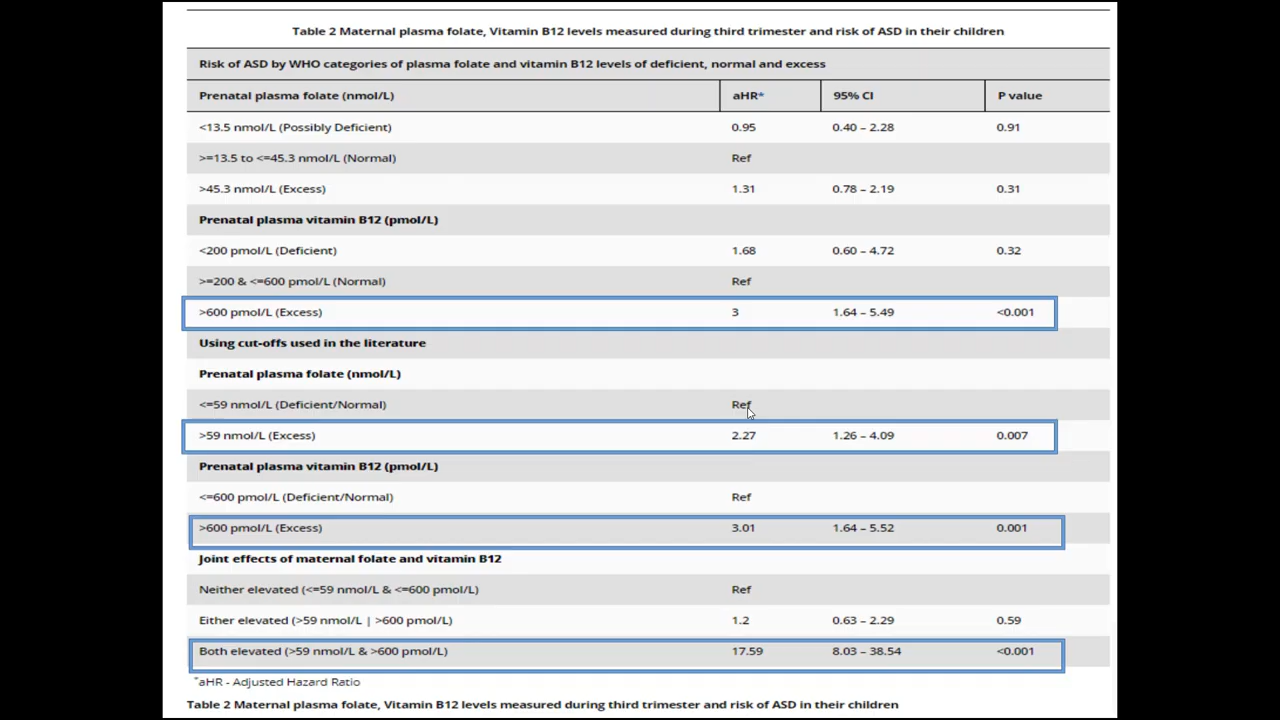 Table 2 Maternal plasma folate, Vitamin B12 levels measured during third trimester and risk of ASD in their children
Risk of ASD by WHO categories of plasma folate and vitamin B12 levels of deficient, normal and excess
Prenatal plasma folate (nmol/L) aHR* 95% CI P value
<13.5 nmol/L (Possibly Deficient) 0.95 0.40 – 2.28 0.91
>=13.5 to <=45.3 nmol/L (Normal) Ref
>45.3 nmol/L (Excess) 1.31 0.78 – 2.19 0.31
Prenatal plasma vitamin B12 (pmol/L)
<200 pmol/L (Deficient) 1.68 0.60 – 4.72 0.32
>=200 & <=600 pmol/L (Normal) Ref
>600 pmol/L (Excess) 3 1.64 – 5.49 <0.001
Using cut-offs used in the literature
Prenatal plasma folate (nmol/L)
<=59 nmol/L (Deficient/Normal) Ref
>59 nmol/L (Excess) 2.27 1.26 – 4.09 0.007
Prenatal plasma vitamin B12 (pmol/L)
<=600 pmol/L (Deficient/Normal) Ref
>600 pmol/L (Excess) 3.01 1.64 – 5.52 0.001
Joint effects of maternal folate and vitamin B12
Neither elevated (<=59 nmol/L & <=600 pmol/L) Ref
Either elevated (>59 nmol/L | >600 pmol/L) 1.2 0.63 – 2.29 0.59
Both elevated (>59 nmol/L & >600 pmol/L) 17.59 8.03 – 38.54 <0.001
*aHR - Adjusted Hazard Ratio
Table 2 Maternal plasma folate, Vitamin B12 levels measured during third trimester and risk of ASD in their children